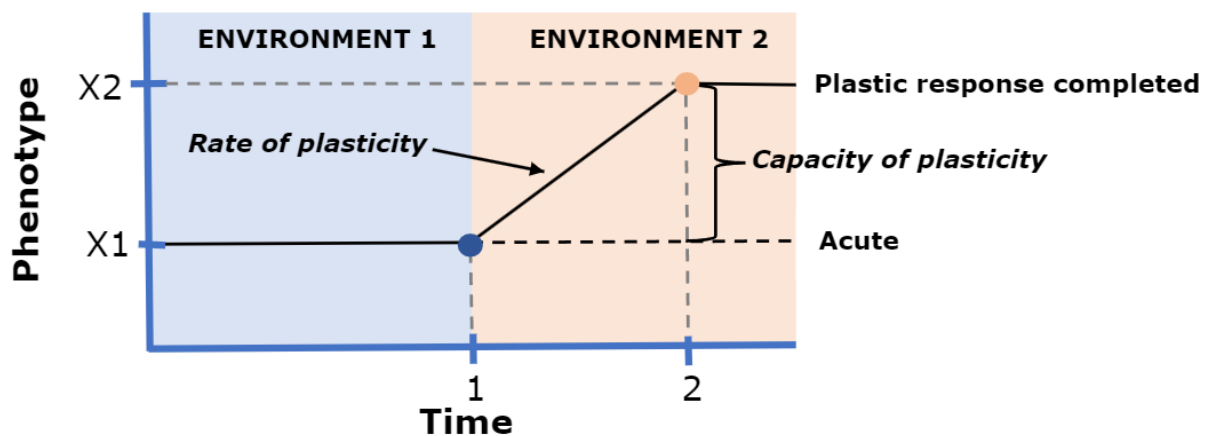 ENVIRONMENT 1
ENVIRONMENT 2
X2
Plastic response completed
Rate of plasticity
Capacity of plasticity
Phenotype
X1
Acute
1
2
Time